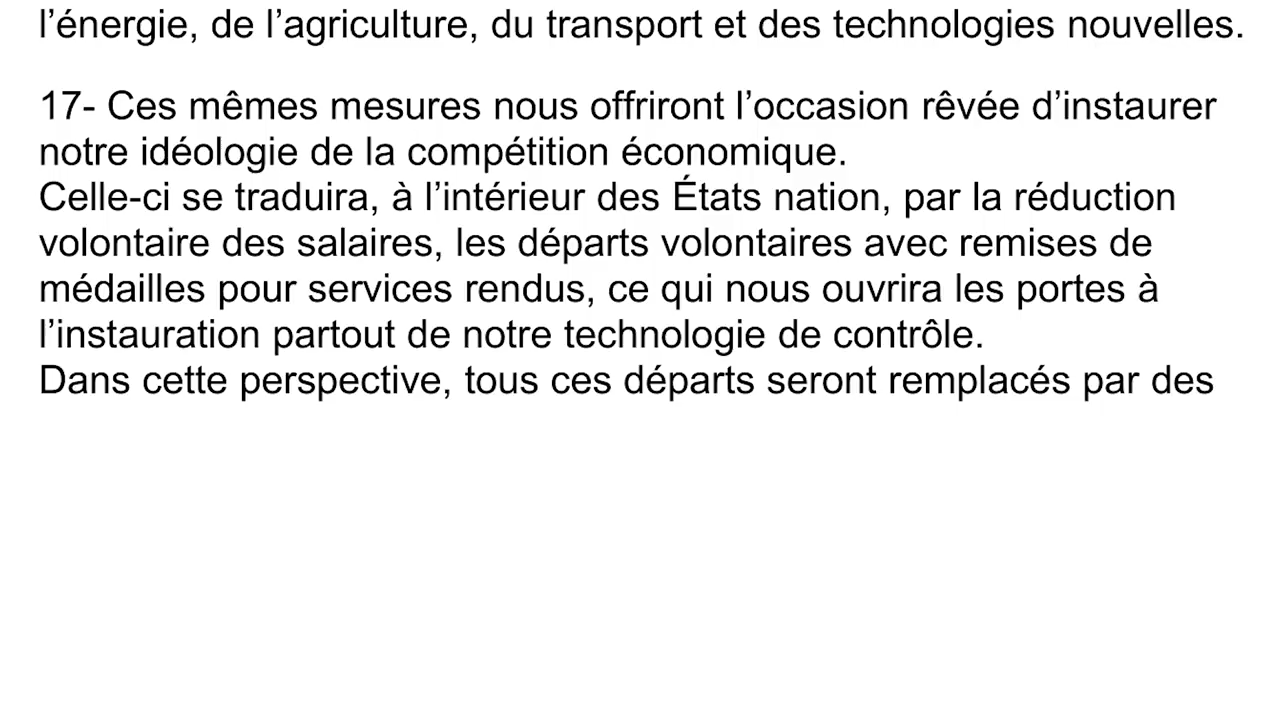 l’énergie, de l’agriculture, du transport et des technologies nouvelles.
17- Ces mêmes mesures nous offriront l’occasion rêvée d’instaurer
notre idéologie de la compétition économique.
Celle-ci se traduira, à l’intérieur des États nation, par la réduction
volontaire des salaires, les départs volontaires avec remises de
médailles pour services rendus, ce qui nous ouvrira les portes à
l’instauration partout de notre technologie de contrôle.
Dans cette perspective, tous ces départs seront remplacés par des